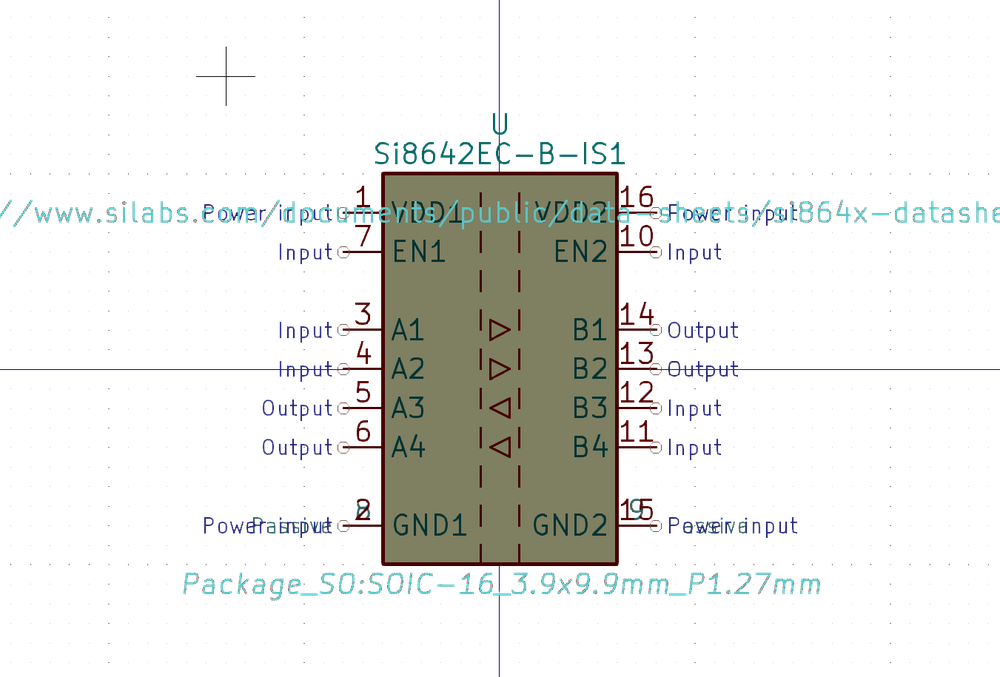 U
Si8642EC-B-IS1
//www.silabs.com/documents/public/data-sheets/si864x-datashe
Power input 1 VDD1 VDD2 16 Power input
Input 7 EN1 EN2 10 Input
Input 3 A1 B1 14 Output
Input 4 A2 B2 13 Output
Output 5 A3 B3 12 Input
Output 6 A4 B4 11 Input
Power input Passive 2 8 GND1 GND2 15 9 Power input Passive
Package_SO:SOIC-16_3.9x9.9mm_P1.27mm